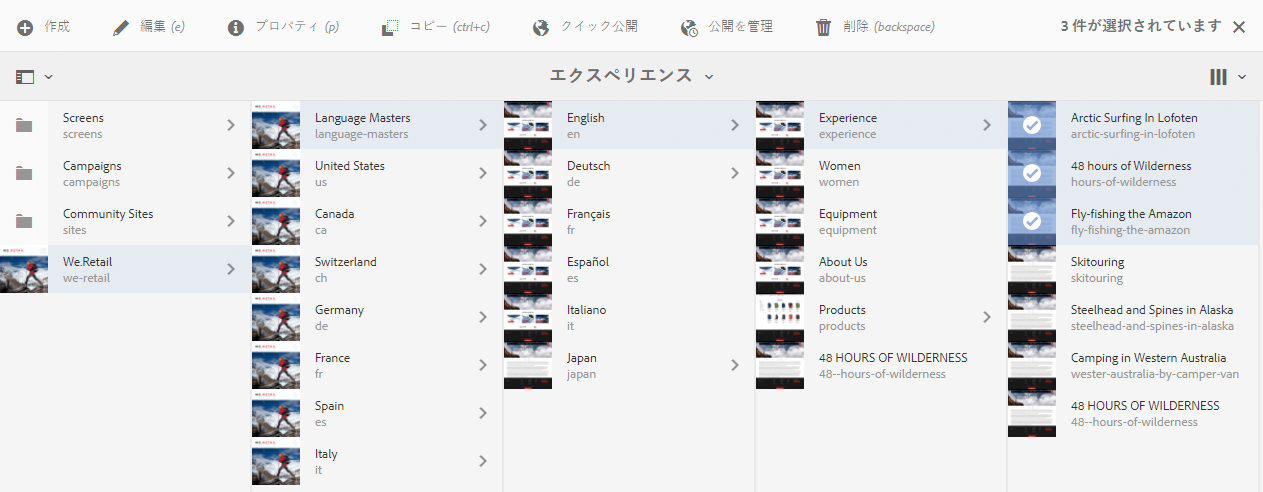 作成 編集 (e) プロパティ (p) コピー (ctrl+c) クイック公開 公開を管理 削除 (backspace) 3 件が選択されています
エクスペリエンス
Screens
screens
Campaigns
campaigns
Community Sites
sites
We.Retail
we-retail
Language Masters
language-masters
United States
us
Canada
ca
Switzerland
ch
Germany
de
France
fr
Spain
es
Italy
it
English
en
Deutsch
de
Français
fr
Español
es
Italiano
it
Japan
japan
Experience
experience
Women
women
Equipment
equipment
About Us
about-us
Products
products
48 HOURS OF WILDERNESS
48--hours-of-wilderness
Arctic Surfing In Lofoten
arctic-surfing-in-lofoten
48 hours of Wilderness
hours-of-wilderness
Fly-fishing the Amazon
fly-fishing-the-amazon
Skitouring
skitouring
Steelhead and Spines in Alaska
steelhead-and-spines-in-alaska
Camping in Western Australia
wester-australia-by-camper-van
48 HOURS OF WILDERNESS
48--hours-of-wilderness